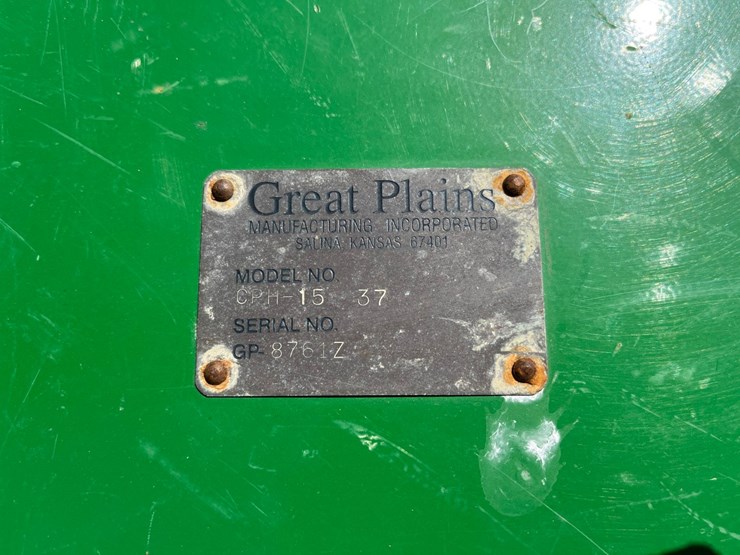 Great Plains
MANUFACTURING INCORPORATED
SALINA KANSAS 67401
MODEL NO.
CPH-15 37
SERIAL NO.
GP-8761Z